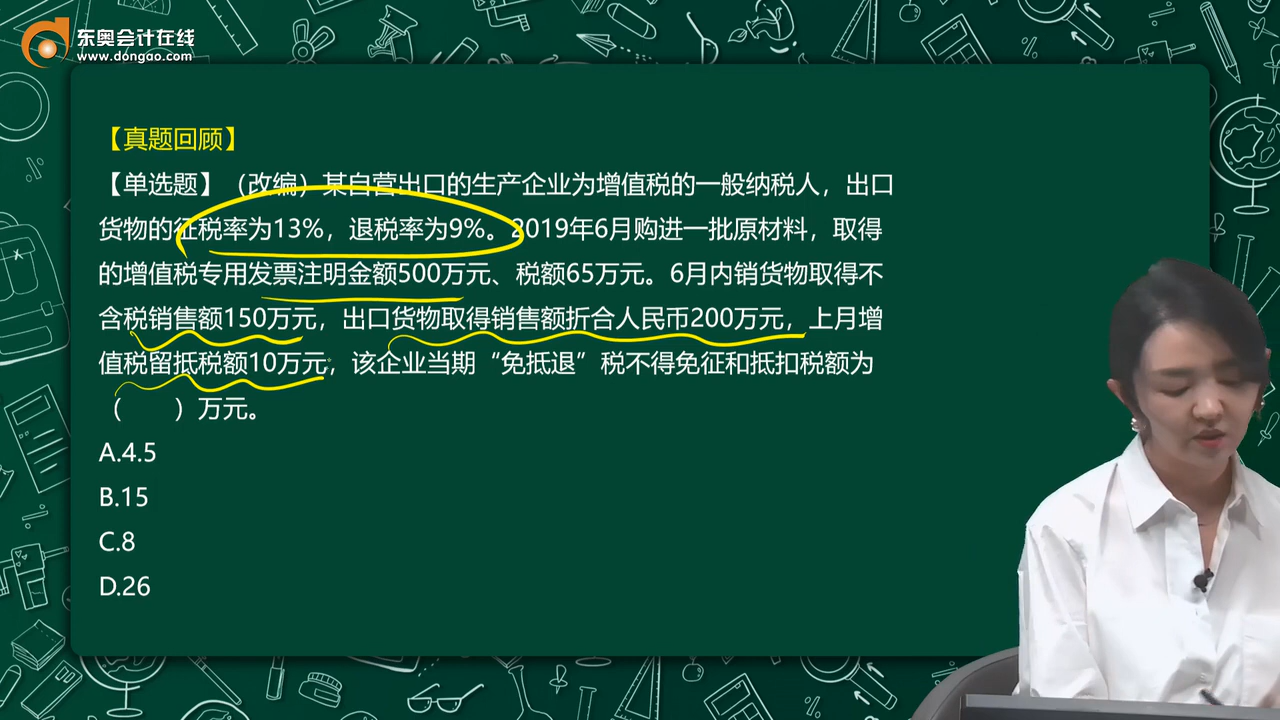 东奥会计在线
www.dongao.com
【真题回顾】
【单选题】（改编）某自营出口的生产企业为增值税的一般纳税人，出口
货物的征税率为13%，退税率为9%。2019年6月购进一批原材料，取得
的增值税专用发票注明金额500万元、税额65万元。6月内销货物取得不
含税销售额150万元，出口货物取得销售额折合人民币200万元，上月增
值税留抵税额10万元，该企业当期“免抵退”税不得免征和抵扣税额为
（　　）万元。
A.4.5
B.15
C.8
D.26